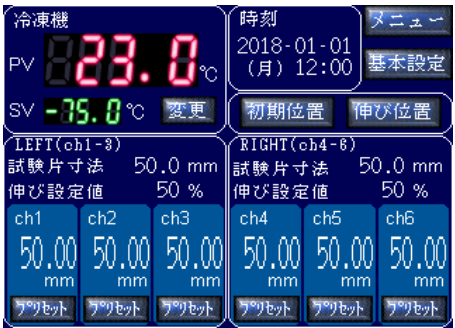 冷凍機
PV 23.0℃
SV -75.0℃ 変更
時刻
2018-01-01
(月) 12:00
メニュー
基本設定
初期位置 伸び位置
LEFT(ch1-3)
試験片寸法 50.0 mm
伸び設定値 50 %
ch1 ch2 ch3
50.00 50.00 50.00
mm mm mm
プリセット プリセット プリセット
RIGHT(ch4-6)
試験片寸法 50.0 mm
伸び設定値 50 %
ch4 ch5 ch6
50.00 50.00 50.00
mm mm mm
プリセット プリセット プリセット